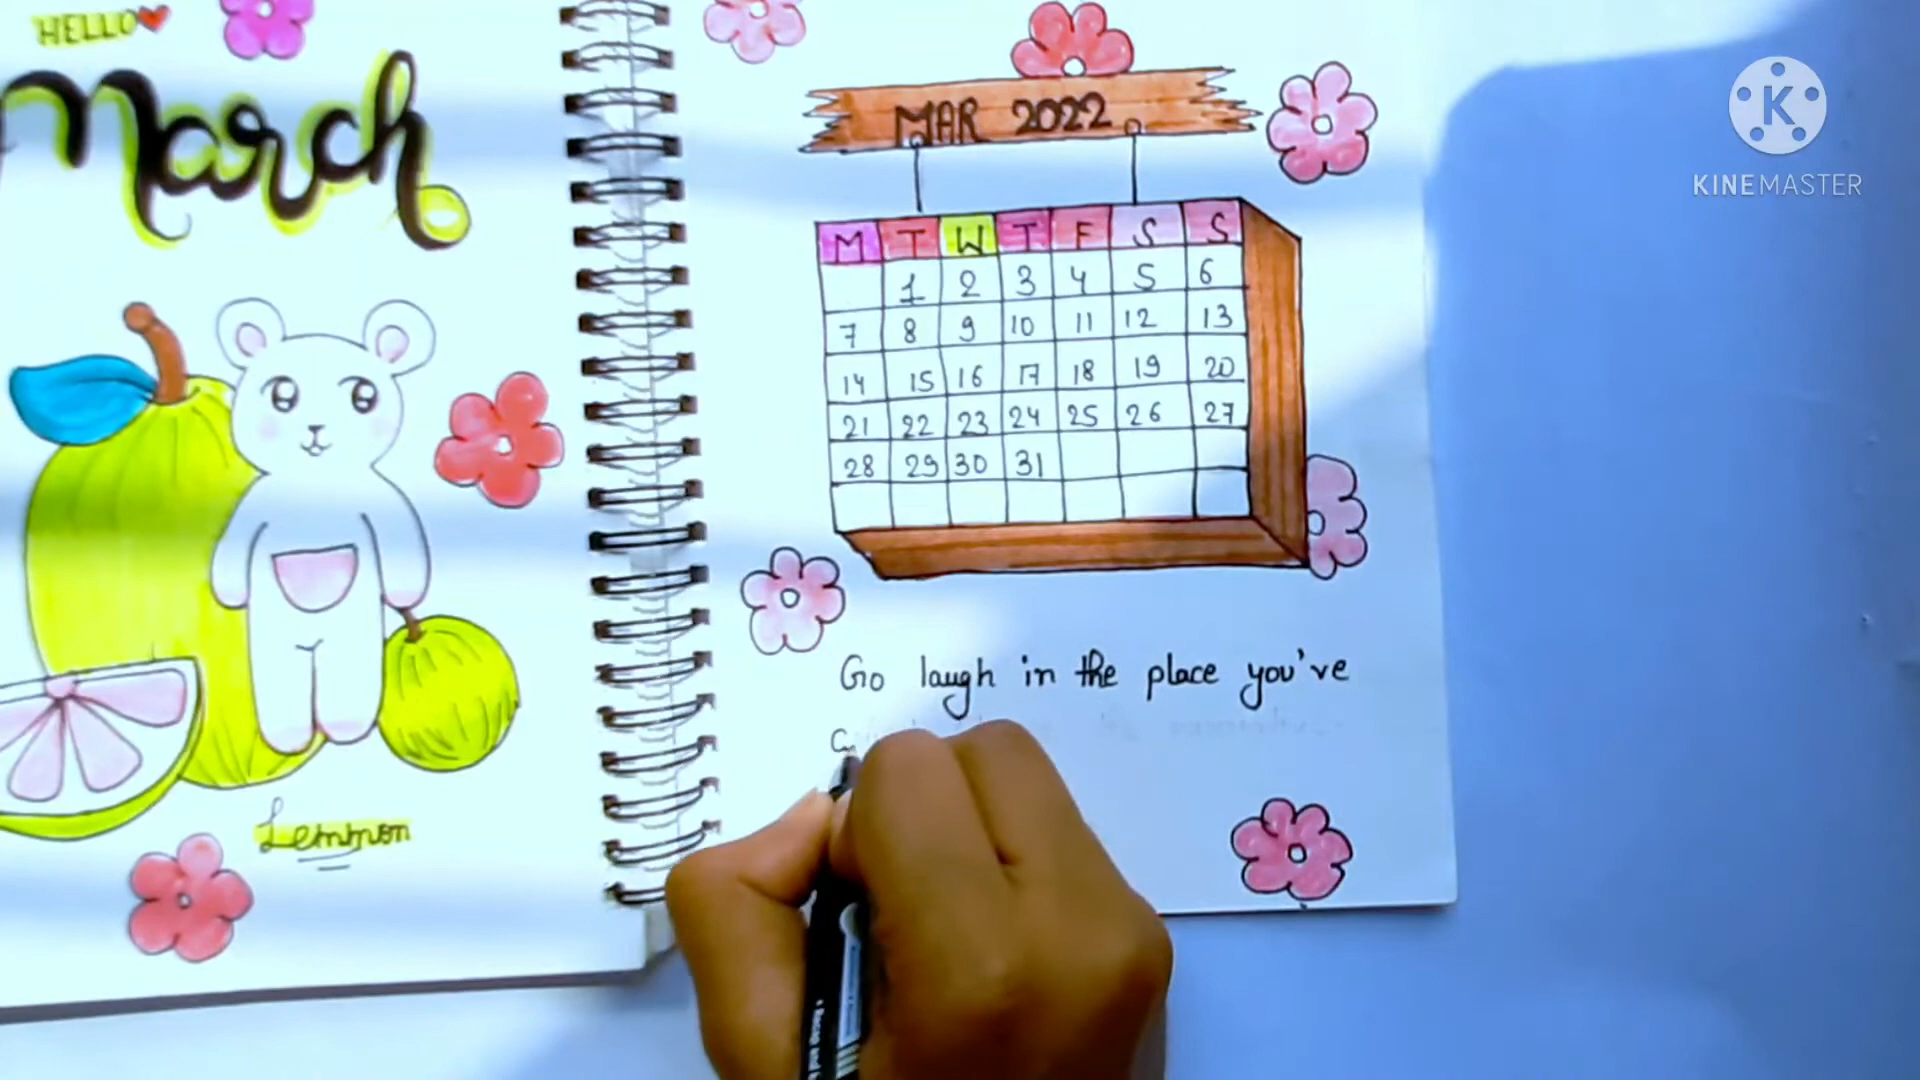 HELLO
March
Lemmon
MAR 2022
M T W T F S S
1 2 3 4 5 6
7 8 9 10 11 12 13
14 15 16 17 18 19 20
21 22 23 24 25 26 27
28 29 30 31
Go laugh in the place you've
K
KINEMASTER